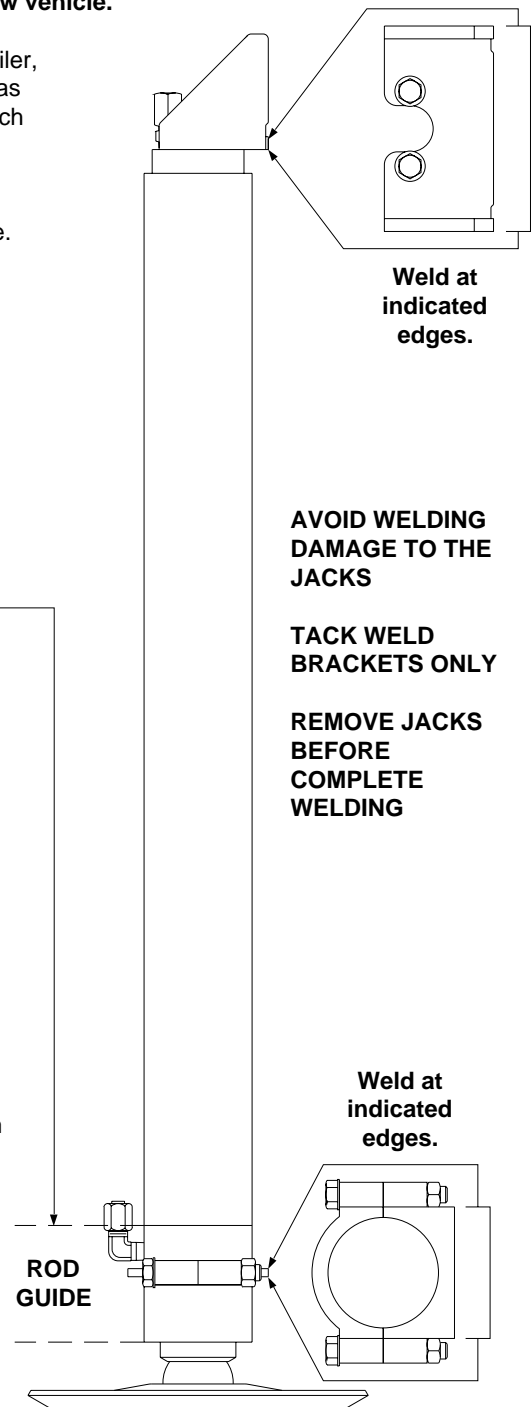 w vehicle.
iler,
as
ch
e.
Weld at
indicated
edges.
AVOID WELDING
DAMAGE TO THE
JACKS
TACK WELD
BRACKETS ONLY
REMOVE JACKS
BEFORE
COMPLETE
WELDING
Weld at
indicated
edges.
ROD
GUIDE